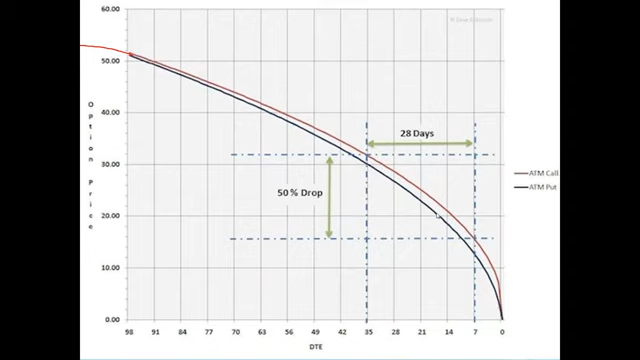 60.00
50.00
40.00
30.00
20.00
10.00
0.00
Option Price
28 Days
50% Drop
ATM Call
ATM Put
98 91 84 77 70 63 56 49 42 35 28 21 14 7 0
DTE